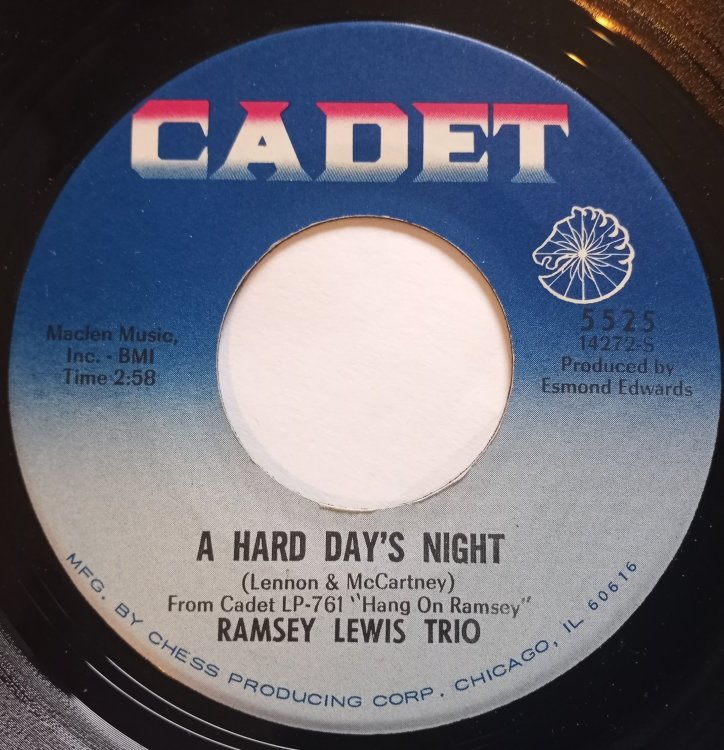 CADET
5525
14272-S
Produced by
Esmond Edwards
Maclen Music,
Inc. - BMI
Time 2:58
A HARD DAY'S NIGHT
(Lennon & McCartney)
From Cadet LP-761 "Hang On Ramsey"
RAMSEY LEWIS TRIO
MFG. BY CHESS PRODUCING CORP. CHICAGO, IL 60616